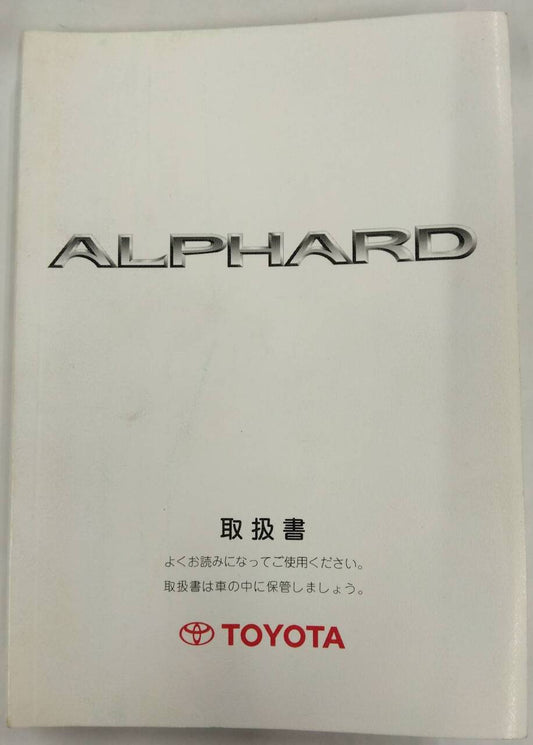 ALPHARD
取扱書
よくお読みになってご使用ください。
取扱書は車の中に保管しましょう。
TOYOTA